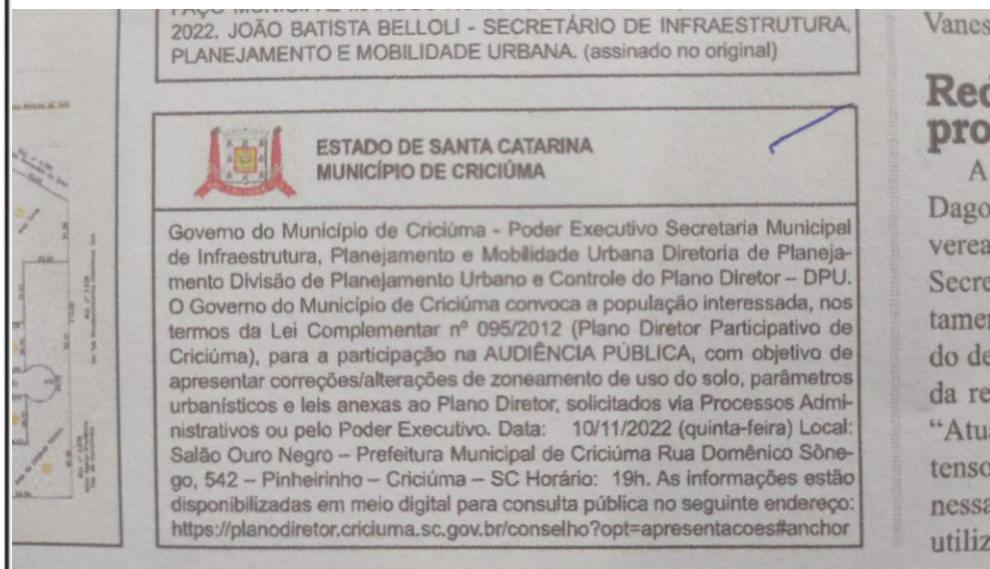 2022. JOÃO BATISTA BELLOLI - SECRETÁRIO DE INFRAESTRUTURA,
PLANEJAMENTO E MOBILIDADE URBANA. (assinado no original)
ESTADO DE SANTA CATARINA
MUNICÍPIO DE CRICIÚMA
Governo do Município de Criciúma - Poder Executivo Secretaria Municipal
de Infraestrutura, Planejamento e Mobilidade Urbana Diretoria de Planeja-
mento Divisão de Planejamento Urbano e Controle do Plano Diretor – DPU.
O Governo do Município de Criciúma convoca a população interessada, nos
termos da Lei Complementar nº 095/2012 (Plano Diretor Participativo de
Criciúma), para a participação na AUDIÊNCIA PÚBLICA, com objetivo de
apresentar correções/alterações de zoneamento de uso do solo, parâmetros
urbanísticos e leis anexas ao Plano Diretor, solicitados via Processos Admi-
nistrativos ou pelo Poder Executivo. Data: 10/11/2022 (quinta-feira) Local:
Salão Ouro Negro – Prefeitura Municipal de Criciúma Rua Domênico Sône-
go, 542 – Pinheirinho – Criciúma – SC Horário: 19h. As informações estão
disponibilizadas em meio digital para consulta pública no seguinte endereço:
https://planodiretor.criciuma.sc.gov.br/conselho?opt=apresentacoes#anchor
Vanes
Red
pro
A
Dago
verea
Secre
tamen
do de
da re
“Atua
tenso
nessa
utiliz